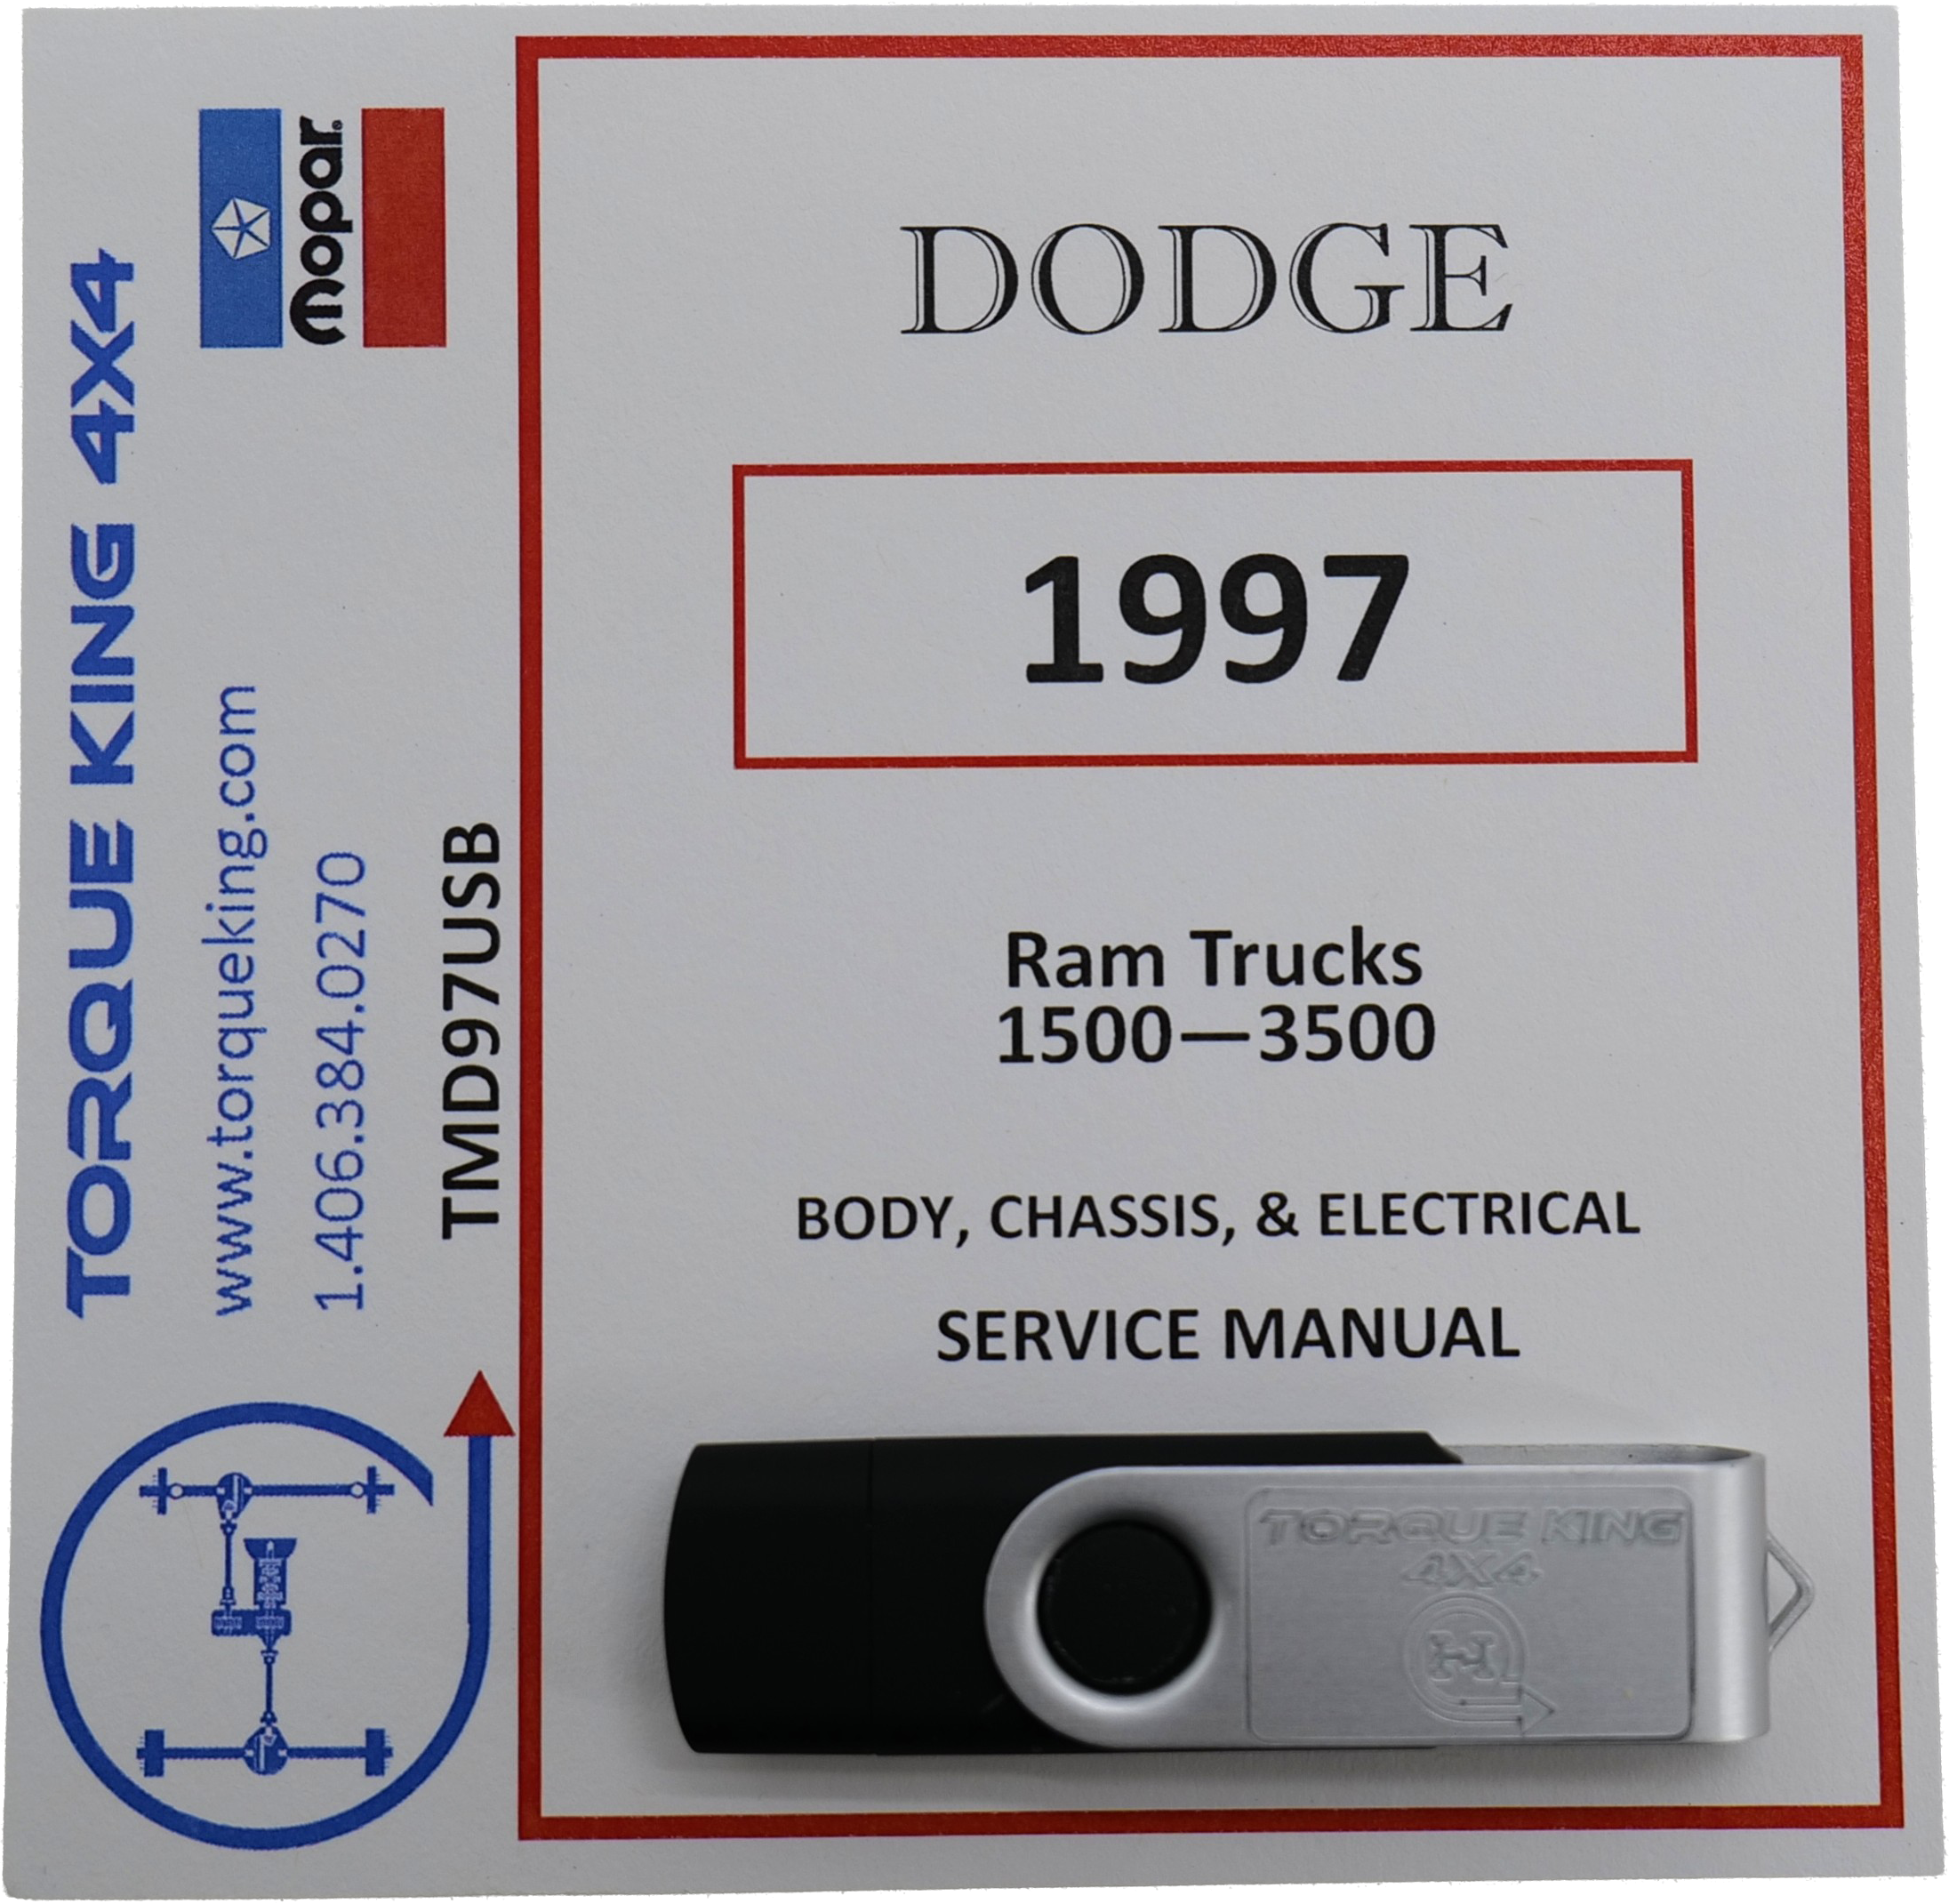 TORQUE KING 4X4
www.torqueking.com
1.406.384.0270
mopar®
TMD97USB
DODGE
1997
Ram Trucks
1500—3500
BODY, CHASSIS, & ELECTRICAL
SERVICE MANUAL
TORQUE KING
4X4